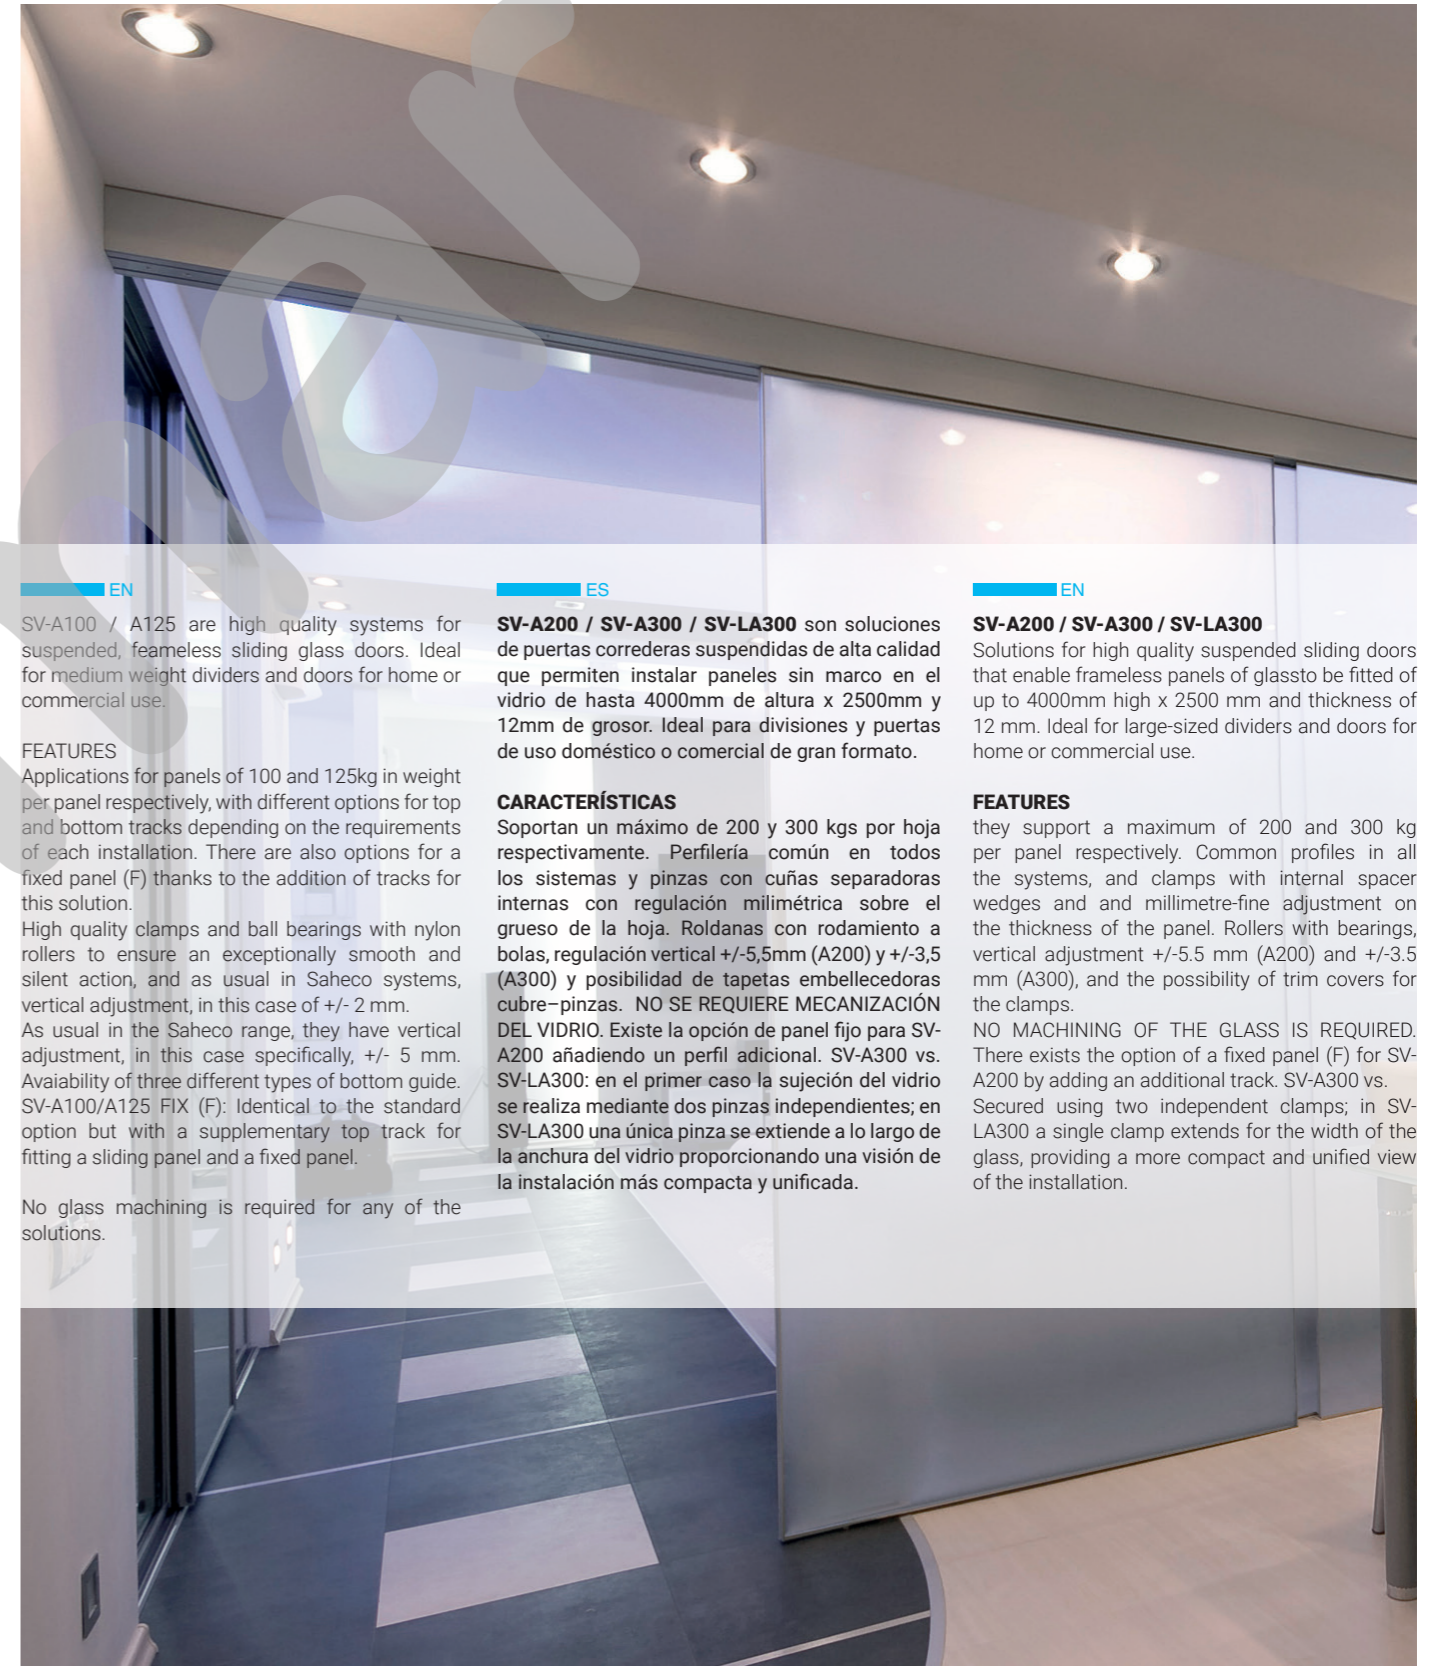 EN
SV-A100 / A125 are high quality systems for
suspended, feameless sliding glass doors. Ideal
for medium weight dividers and doors for home or
commercial use.
FEATURES
Applications for panels of 100 and 125kg in weight
per panel respectively, with different options for top
and bottom tracks depending on the requirements
of each installation. There are also options for a
fixed panel (F) thanks to the addition of tracks for
this solution.
High quality clamps and ball bearings with nylon
rollers to ensure an exceptionally smooth and
silent action, and as usual in Saheco systems,
vertical adjustment, in this case of +/- 2 mm.
As usual in the Saheco range, they have vertical
adjustment, in this case specifically, +/- 5 mm.
Avaiability of three different types of bottom guide.
SV-A100/A125 FIX (F): Identical to the standard
option but with a supplementary top track for
fitting a sliding panel and a fixed panel.
No glass machining is required for any of the
solutions.
ES
SV-A200 / SV-A300 / SV-LA300 son soluciones
de puertas correderas suspendidas de alta calidad
que permiten instalar paneles sin marco en el
vidrio de hasta 4000mm de altura x 2500mm y
12mm de grosor. Ideal para divisiones y puertas
de uso doméstico o comercial de gran formato.
CARACTERÍSTICAS
Soportan un máximo de 200 y 300 kgs por hoja
respectivamente. Perfilería común en todos
los sistemas y pinzas con cuñas separadoras
internas con regulación milimétrica sobre el
grueso de la hoja. Roldanas con rodamiento a
bolas, regulación vertical +/-5,5mm (A200) y +/-3,5
(A300) y posibilidad de tapetas embellecedoras
cubre–pinzas. NO SE REQUIERE MECANIZACIÓN
DEL VIDRIO. Existe la opción de panel fijo para SV-
A200 añadiendo un perfil adicional. SV-A300 vs.
SV-LA300: en el primer caso la sujeción del vidrio
se realiza mediante dos pinzas independientes; en
SV-LA300 una única pinza se extiende a lo largo de
la anchura del vidrio proporcionando una visión de
la instalación más compacta y unificada.
EN
SV-A200 / SV-A300 / SV-LA300
Solutions for high quality suspended sliding doors
that enable frameless panels of glassto be fitted of
up to 4000mm high x 2500 mm and thickness of
12 mm. Ideal for large-sized dividers and doors for
home or commercial use.
FEATURES
they support a maximum of 200 and 300 kg
per panel respectively. Common profiles in all
the systems, and clamps with internal spacer
wedges and and millimetre-fine adjustment on
the thickness of the panel. Rollers with bearings,
vertical adjustment +/-5.5 mm (A200) and +/-3.5
mm (A300), and the possibility of trim covers for
the clamps.
NO MACHINING OF THE GLASS IS REQUIRED.
There exists the option of a fixed panel (F) for SV-
A200 by adding an additional track. SV-A300 vs.
Secured using two independent clamps; in SV-
LA300 a single clamp extends for the width of the
glass, providing a more compact and unified view
of the installation.